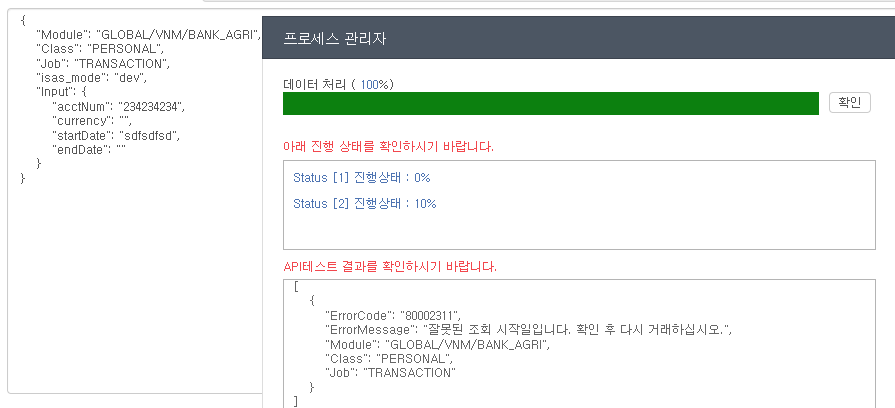 {
"Module": "GLOBAL/VNM/BANK_AGRI",
"Class": "PERSONAL",
"Job": "TRANSACTION",
"isas_mode": "dev",
"Input": {
"acctNum": "234234234",
"currency": "",
"startDate": "sdfsdfsd",
"endDate": ""
}
}
프로세스 관리자
데이터 처리 ( 100%)
확인
아래 진행 상태를 확인하시기 바랍니다.
Status [1] 진행상태 : 0%
Status [2] 진행상태 : 10%
API테스트 결과를 확인하시기 바랍니다.
[
{
"ErrorCode": "80002311",
"ErrorMessage": "잘못된 조회 시작일입니다. 확인 후 다시 거래하십시오.",
"Module": "GLOBAL/VNM/BANK_AGRI",
"Class": "PERSONAL",
"Job": "TRANSACTION"
}
]